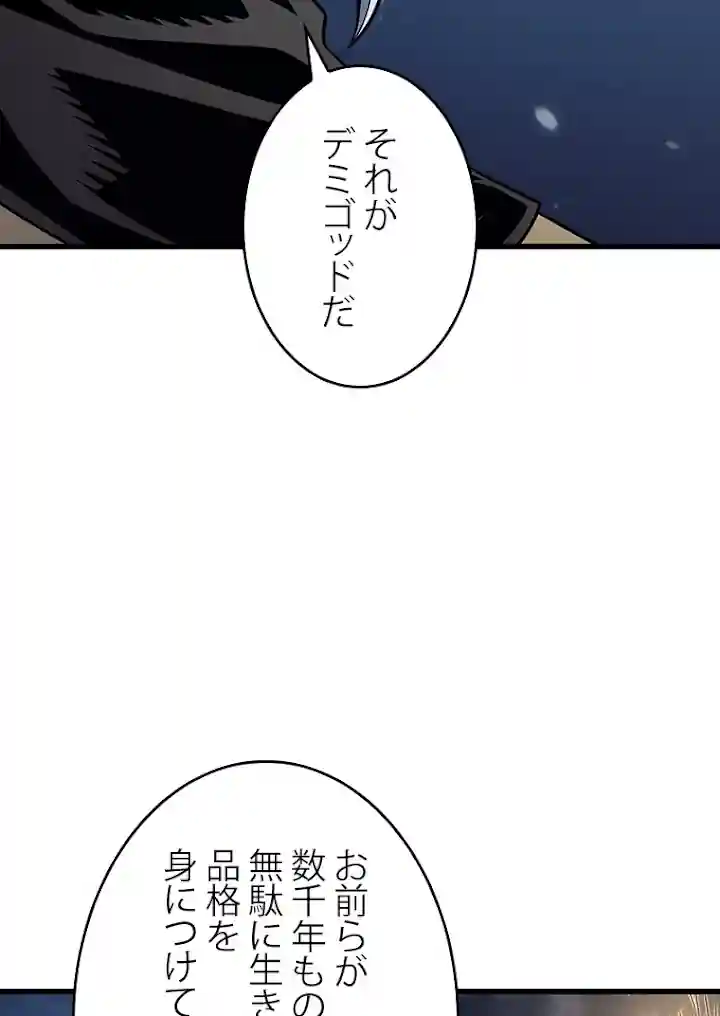 それが
デミゴッドだ
お前らが
数千年もの
無駄に生き
品格を
身につけて